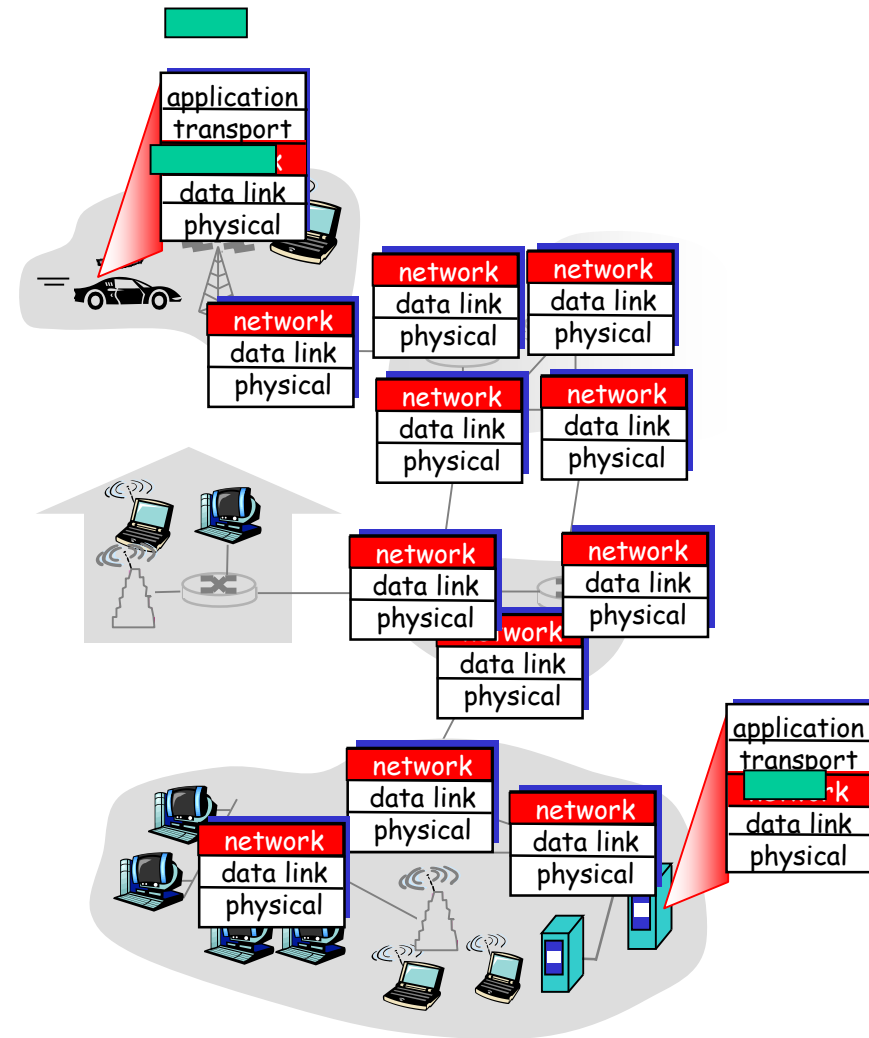 application
transport
data link
physical
network
data link
physical
network
data link
physical
network
data link
physical
network
data link
physical
network
data link
physical
network
data link
physical
network
data link
physical
network
data link
physical
application
transport
data link
physical
network
data link
physical
network
data link
physical
network
data link
physical